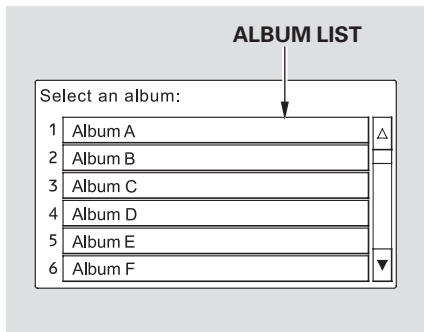 ALBUM LIST
Select an album:
1 Album A
2 Album B
3 Album C
4 Album D
5 Album E
6 Album F